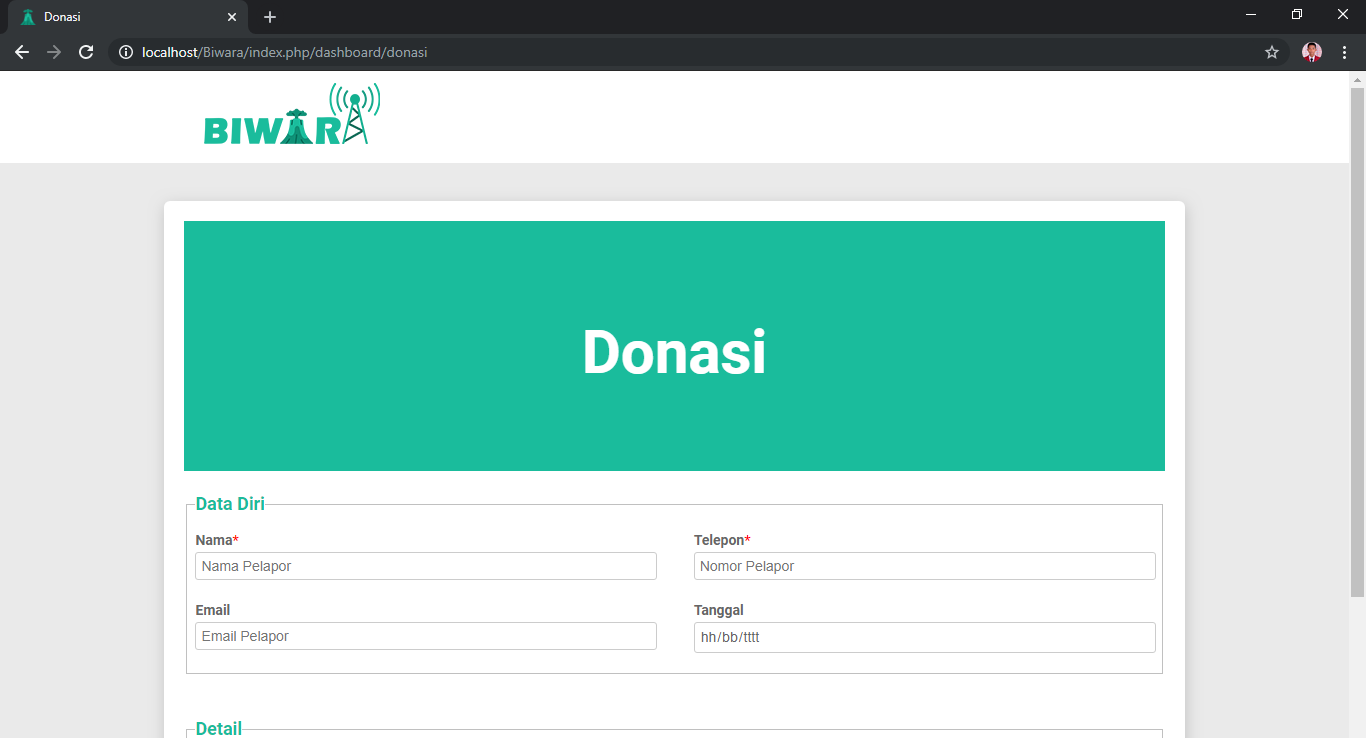 Donasi
localhost/Biwara/index.php/dashboard/donasi
BIWARA
Donasi
Data Diri
Nama* Telepon*
Nama Pelapor Nomor Pelapor
Email Tanggal
Email Pelapor hh/bb/tttt
Detail